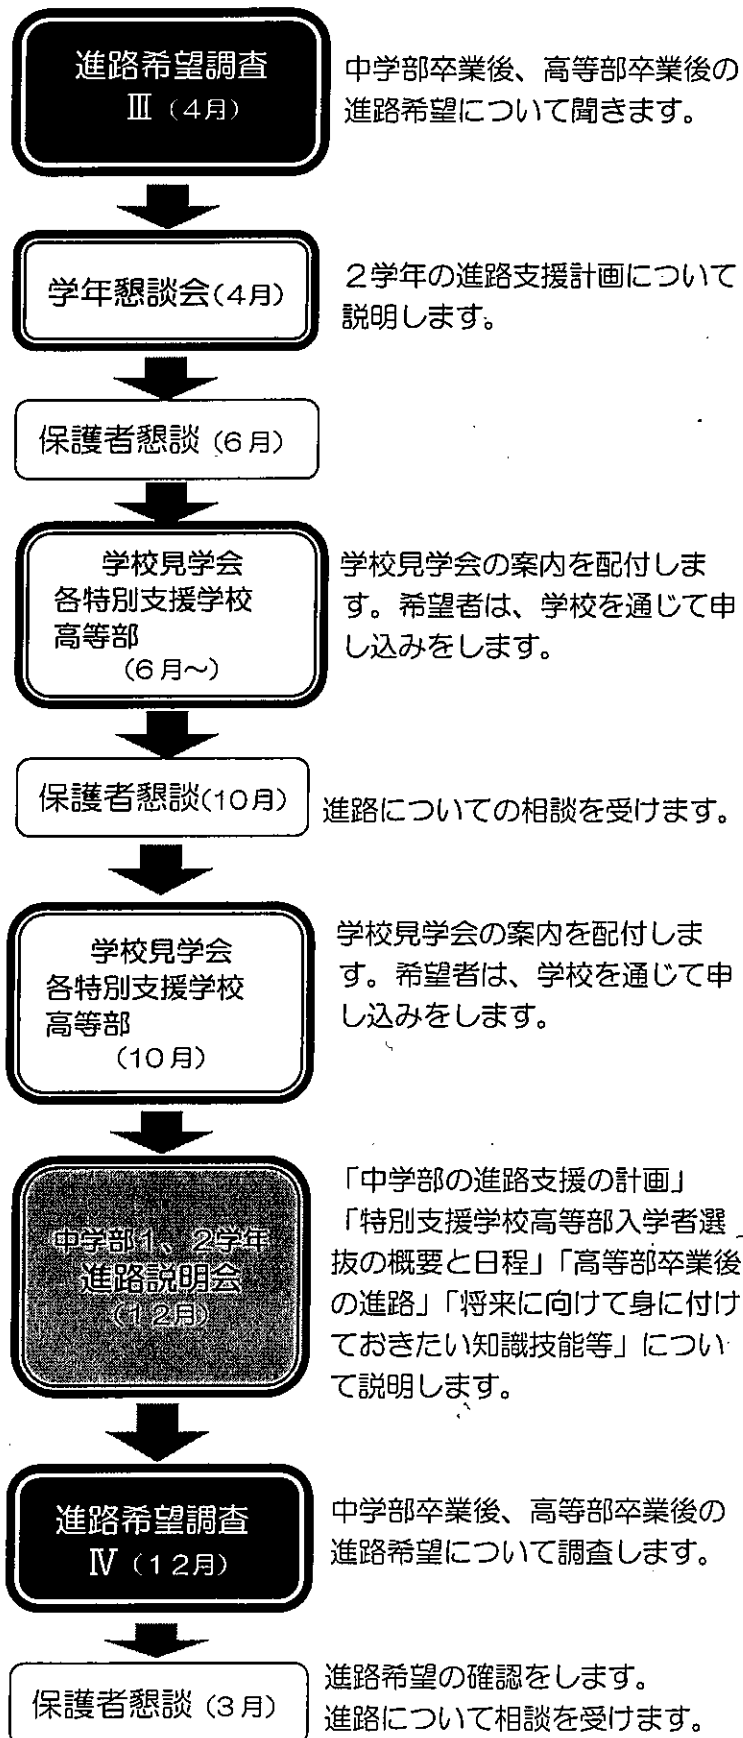 進路希望調査
Ⅲ（4月）
中学部卒業後、高等部卒業後の
進路希望について聞きます。
学年懇談会（4月）
２学年の進路支援計画について
説明します。
保護者懇談（6月）
学校見学会
各特別支援学校
高等部
（6月～）
学校見学会の案内を配付しま
す。希望者は、学校を通じて申
し込みをします。
保護者懇談（10月）
進路についての相談を受けます。
学校見学会
各特別支援学校
高等部
（10月）
学校見学会の案内を配付しま
す。希望者は、学校を通じて申
し込みをします。
中学部１、２学年
進路説明会
（１２月）
「中学部の進路支援の計画」
「特別支援学校高等部入学者選
抜の概要と日程」「高等部卒業後
の進路」「将来に向けて身に付け
ておきたい知識技能等」につい
て説明します。
進路希望調査
Ⅳ（１２月）
中学部卒業後、高等部卒業後の
進路希望について調査します。
保護者懇談（3月）
進路希望の確認をします。
進路について相談を受けます。